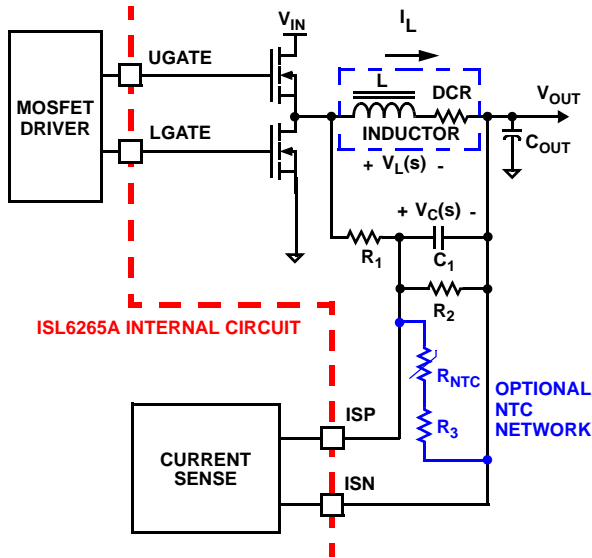 V_IN
I_L
UGATE
L
DCR
V_OUT
MOSFET
DRIVER
LGATE
INDUCTOR
C_OUT
+ V_L(s) -
+ V_C(s) -
R_1
C_1
R_2
ISL6265A INTERNAL CIRCUIT
R_NTC
OPTIONAL
NTC
NETWORK
R_3
ISP
CURRENT
SENSE
ISN